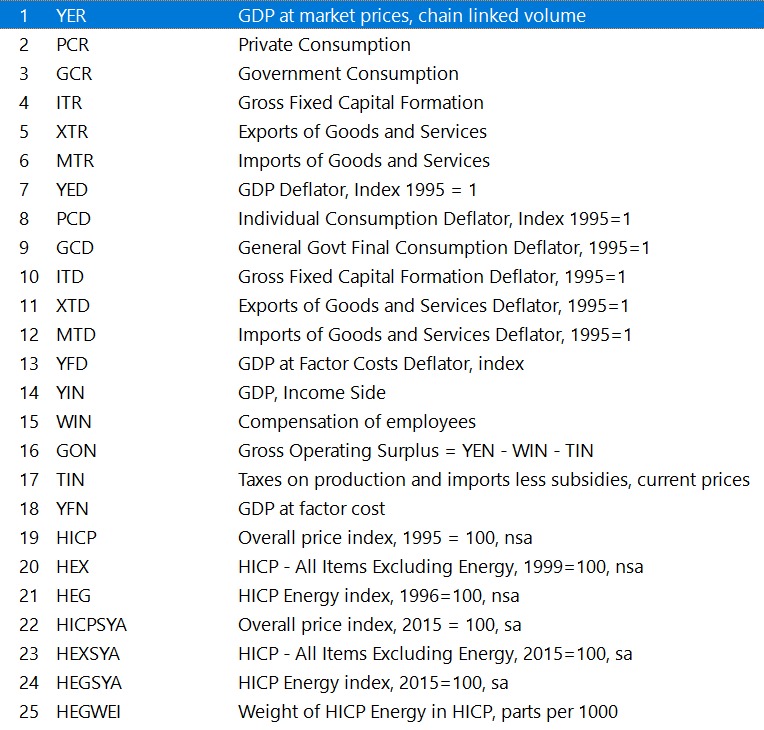 1 YER GDP at market prices, chain linked volume
2 PCR Private Consumption
3 GCR Government Consumption
4 ITR Gross Fixed Capital Formation
5 XTR Exports of Goods and Services
6 MTR Imports of Goods and Services
7 YED GDP Deflator, Index 1995 = 1
8 PCD Individual Consumption Deflator, Index 1995=1
9 GCD General Govt Final Consumption Deflator, 1995=1
10 ITD Gross Fixed Capital Formation Deflator, 1995=1
11 XTD Exports of Goods and Services Deflator, 1995=1
12 MTD Imports of Goods and Services Deflator, 1995=1
13 YFD GDP at Factor Costs Deflator, index
14 YIN GDP, Income Side
15 WIN Compensation of employees
16 GON Gross Operating Surplus = YEN - WIN - TIN
17 TIN Taxes on production and imports less subsidies, current prices
18 YFN GDP at factor cost
19 HICP Overall price index, 1995 = 100, nsa
20 HEX HICP - All Items Excluding Energy, 1999=100, nsa
21 HEG HICP Energy index, 1996=100, nsa
22 HICPSYA Overall price index, 2015 = 100, sa
23 HEXSYA HICP - All Items Excluding Energy, 2015=100, sa
24 HEGSYA HICP Energy index, 2015=100, sa
25 HEGWEI Weight of HICP Energy in HICP, parts per 1000